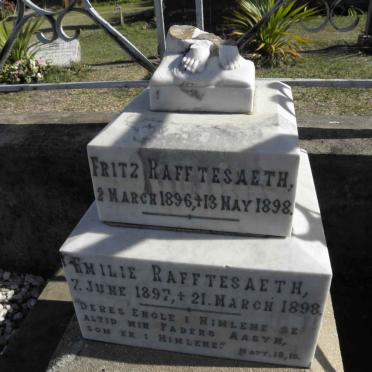 FRITZ RAFFTESAETH,
2 MARCH 1896,+13 MAY 1898.
EMILIE RAFFTESAETH,
7. JUNE 1897,+21. MARCH 1898.
"DERES ENGLE I HIMLENE SE
ALTID MIN FADERS AASYN,
SOM ER I HIMLENE." MATT. 18, 10.